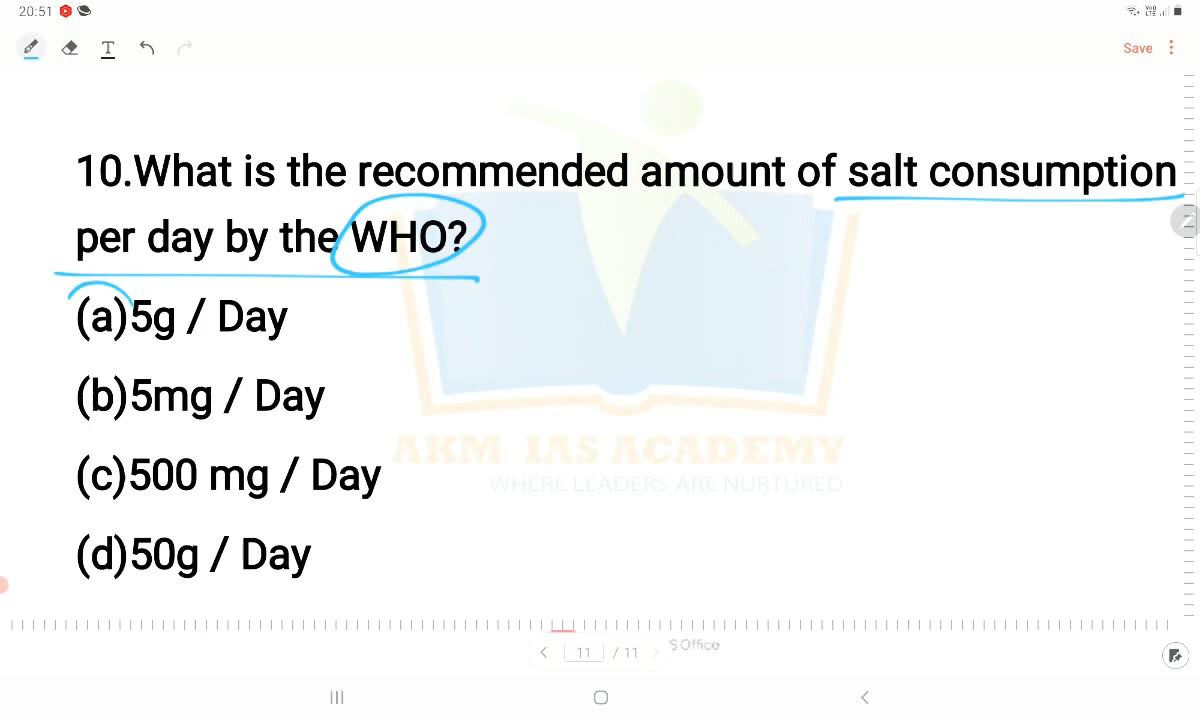 20:51
Save
10.What is the recommended amount of salt consumption
per day by the WHO?
(a)5g / Day
(b)5mg / Day
(c)500 mg / Day
(d)50g / Day
AKM IAS ACADEMY
WHERE LEADERS ARE NURTURED
11 / 11
Office